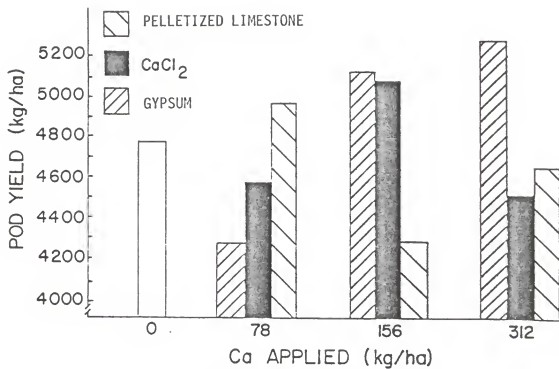 PELLETIZED LIMESTONE
CaCl2
GYPSUM
POD YIELD (kg/ha)
5200
5000
4800
4600
4400
4200
4000
0 78 156 312
Ca APPLIED (kg/ha)